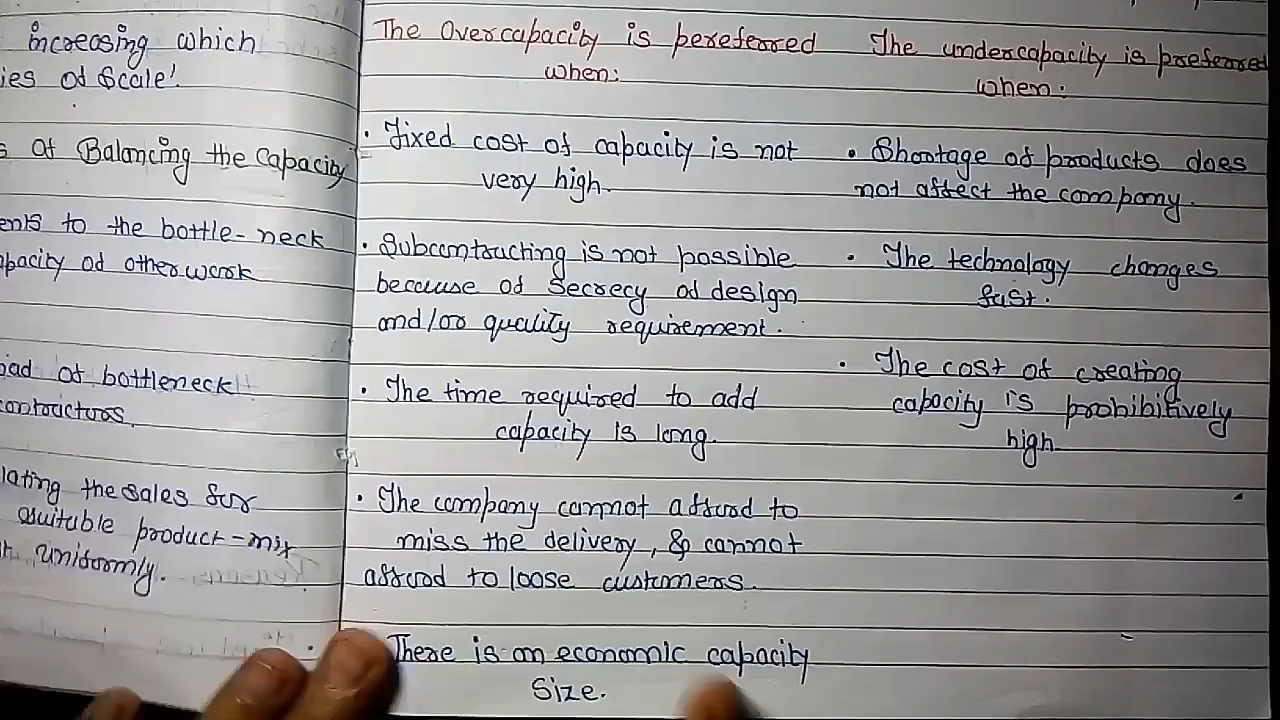 increasing which
ies of Scale!
s of Balancing the Capacity
ents to the bottle-neck
apacity of otherwork
oad of bottleneck
contractors.
lating the sales for
suitable product-mix
uniformly.
The Overcapacity is pereferred
when:
• Fixed cost of capacity is not
very high.
• Subcontracting is not possible
because of Secrecy of design
and/or quality requirement.
• The time required to add
capacity is long.
• The company cannot afford to
miss the delivery, & cannot
afford to loose customers.
There is an economic capacity
Size.
The undercapacity is preferred
when:
• Shortage of products does
not affect the company.
• The technology changes
fast.
• The cost of creating
capacity is prohibitively
high.